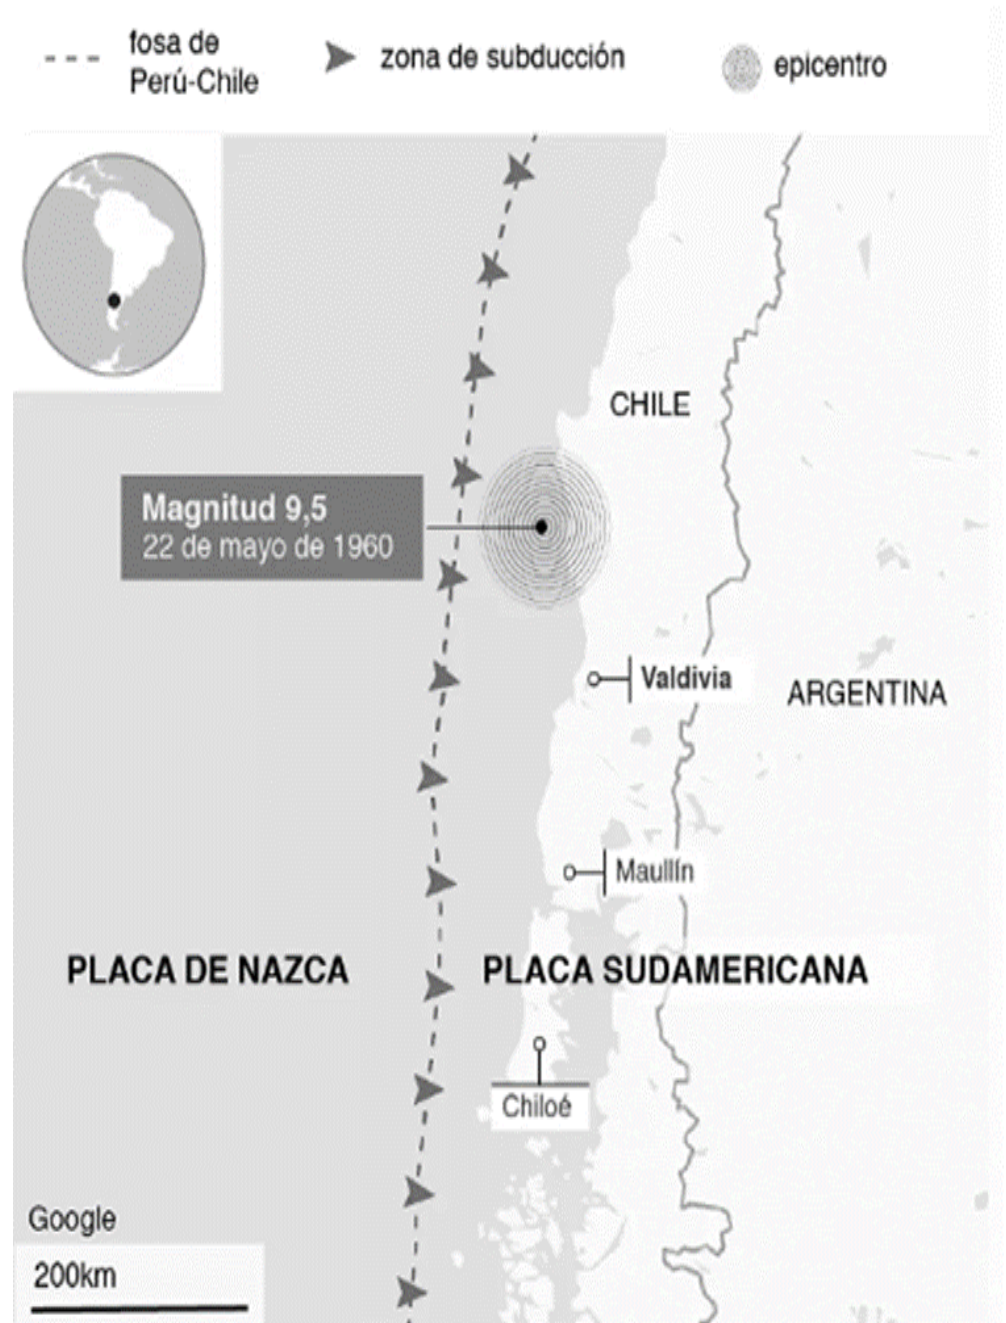 fosa de
Perú-Chile
zona de subducción
epicentro
CHILE
Magnitud 9,5
22 de mayo de 1960
Valdivia
ARGENTINA
Maullín
PLACA DE NAZCA
PLACA SUDAMERICANA
Chiloé
Google
200km